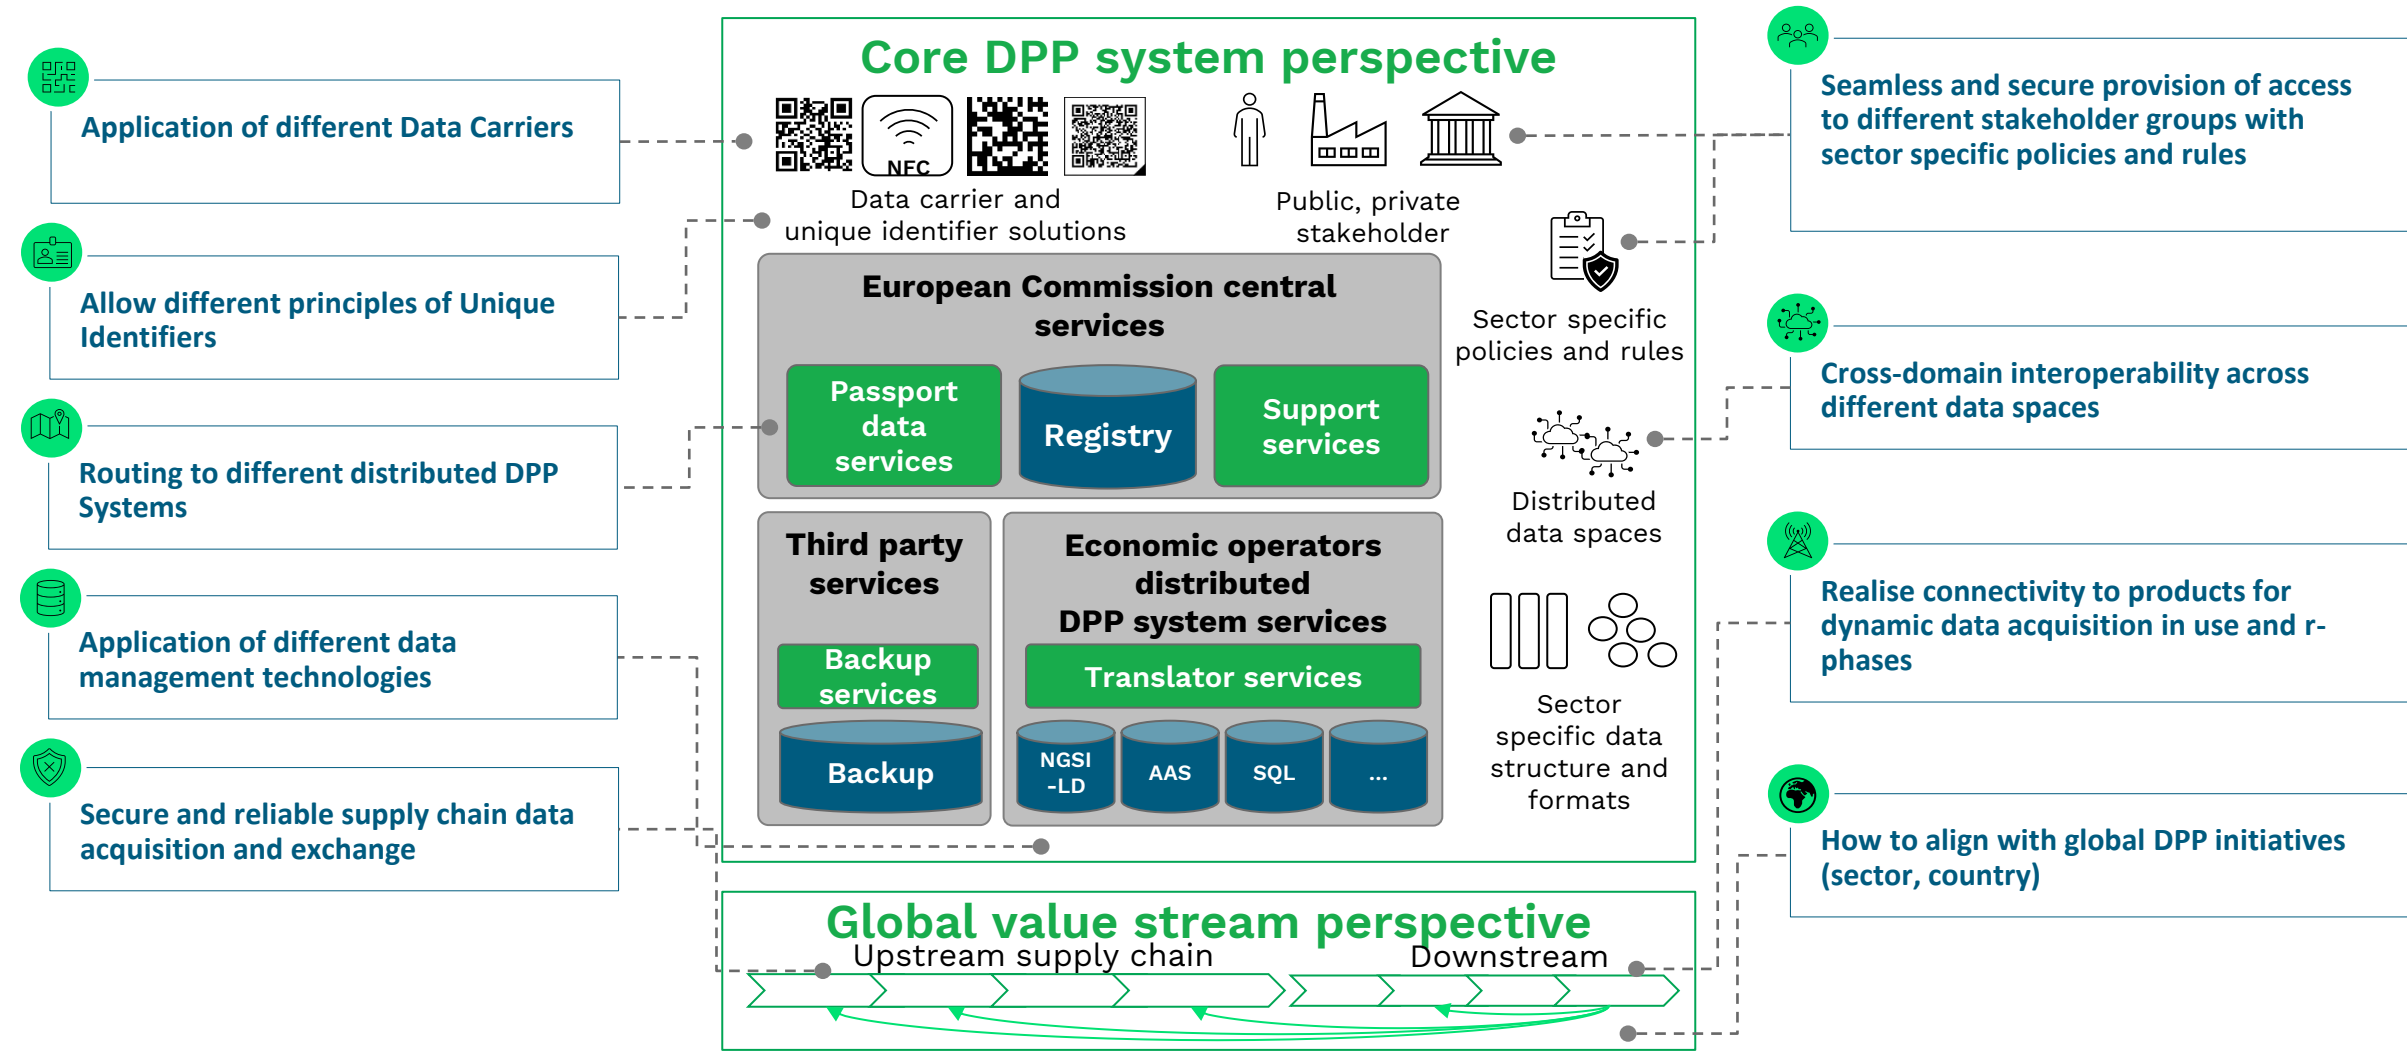 Core DPP system perspective
Application of different Data Carriers
Allow different principles of Unique
Identifiers
Routing to different distributed DPP
Systems
Application of different data
management technologies
Secure and reliable supply chain data
acquisition and exchange
NFC
Data carrier and
unique identifier solutions
Public, private
stakeholder
European Commission central
services
Passport
data
services
Registry
Support
services
Third party
services
Backup
services
Backup
Economic operators
distributed
DPP system services
Translator services
NGSI
-LD
AAS
SQL
...
Sector specific
policies and rules
Distributed
data spaces
Sector
specific data
structure and
formats
Global value stream perspective
Upstream supply chain
Downstream
Seamless and secure provision of access
to different stakeholder groups with
sector specific policies and rules
Cross-domain interoperability across
different data spaces
Realise connectivity to products for
dynamic data acquisition in use and r-
phases
How to align with global DPP initiatives
(sector, country)